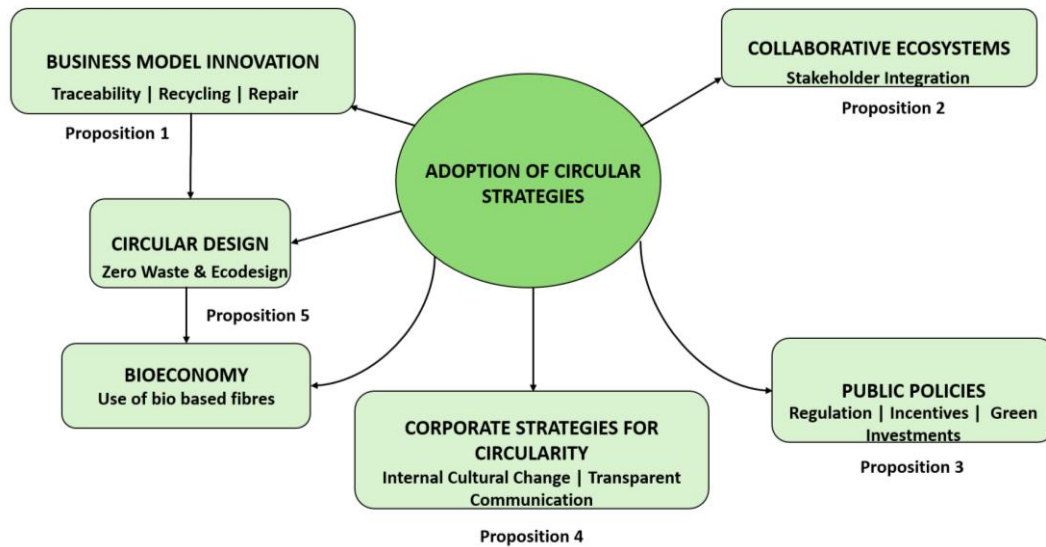 BUSINESS MODEL INNOVATION
Traceability | Recycling | Repair
Proposition 1
COLLABORATIVE ECOSYSTEMS
Stakeholder Integration
Proposition 2
ADOPTION OF CIRCULAR
STRATEGIES
CIRCULAR DESIGN
Zero Waste & Ecodesign
Proposition 5
BIOECONOMY
Use of bio based fibres
CORPORATE STRATEGIES FOR
CIRCULARITY
Internal Cultural Change | Transparent
Communication
Proposition 4
PUBLIC POLICIES
Regulation | Incentives | Green
Investments
Proposition 3